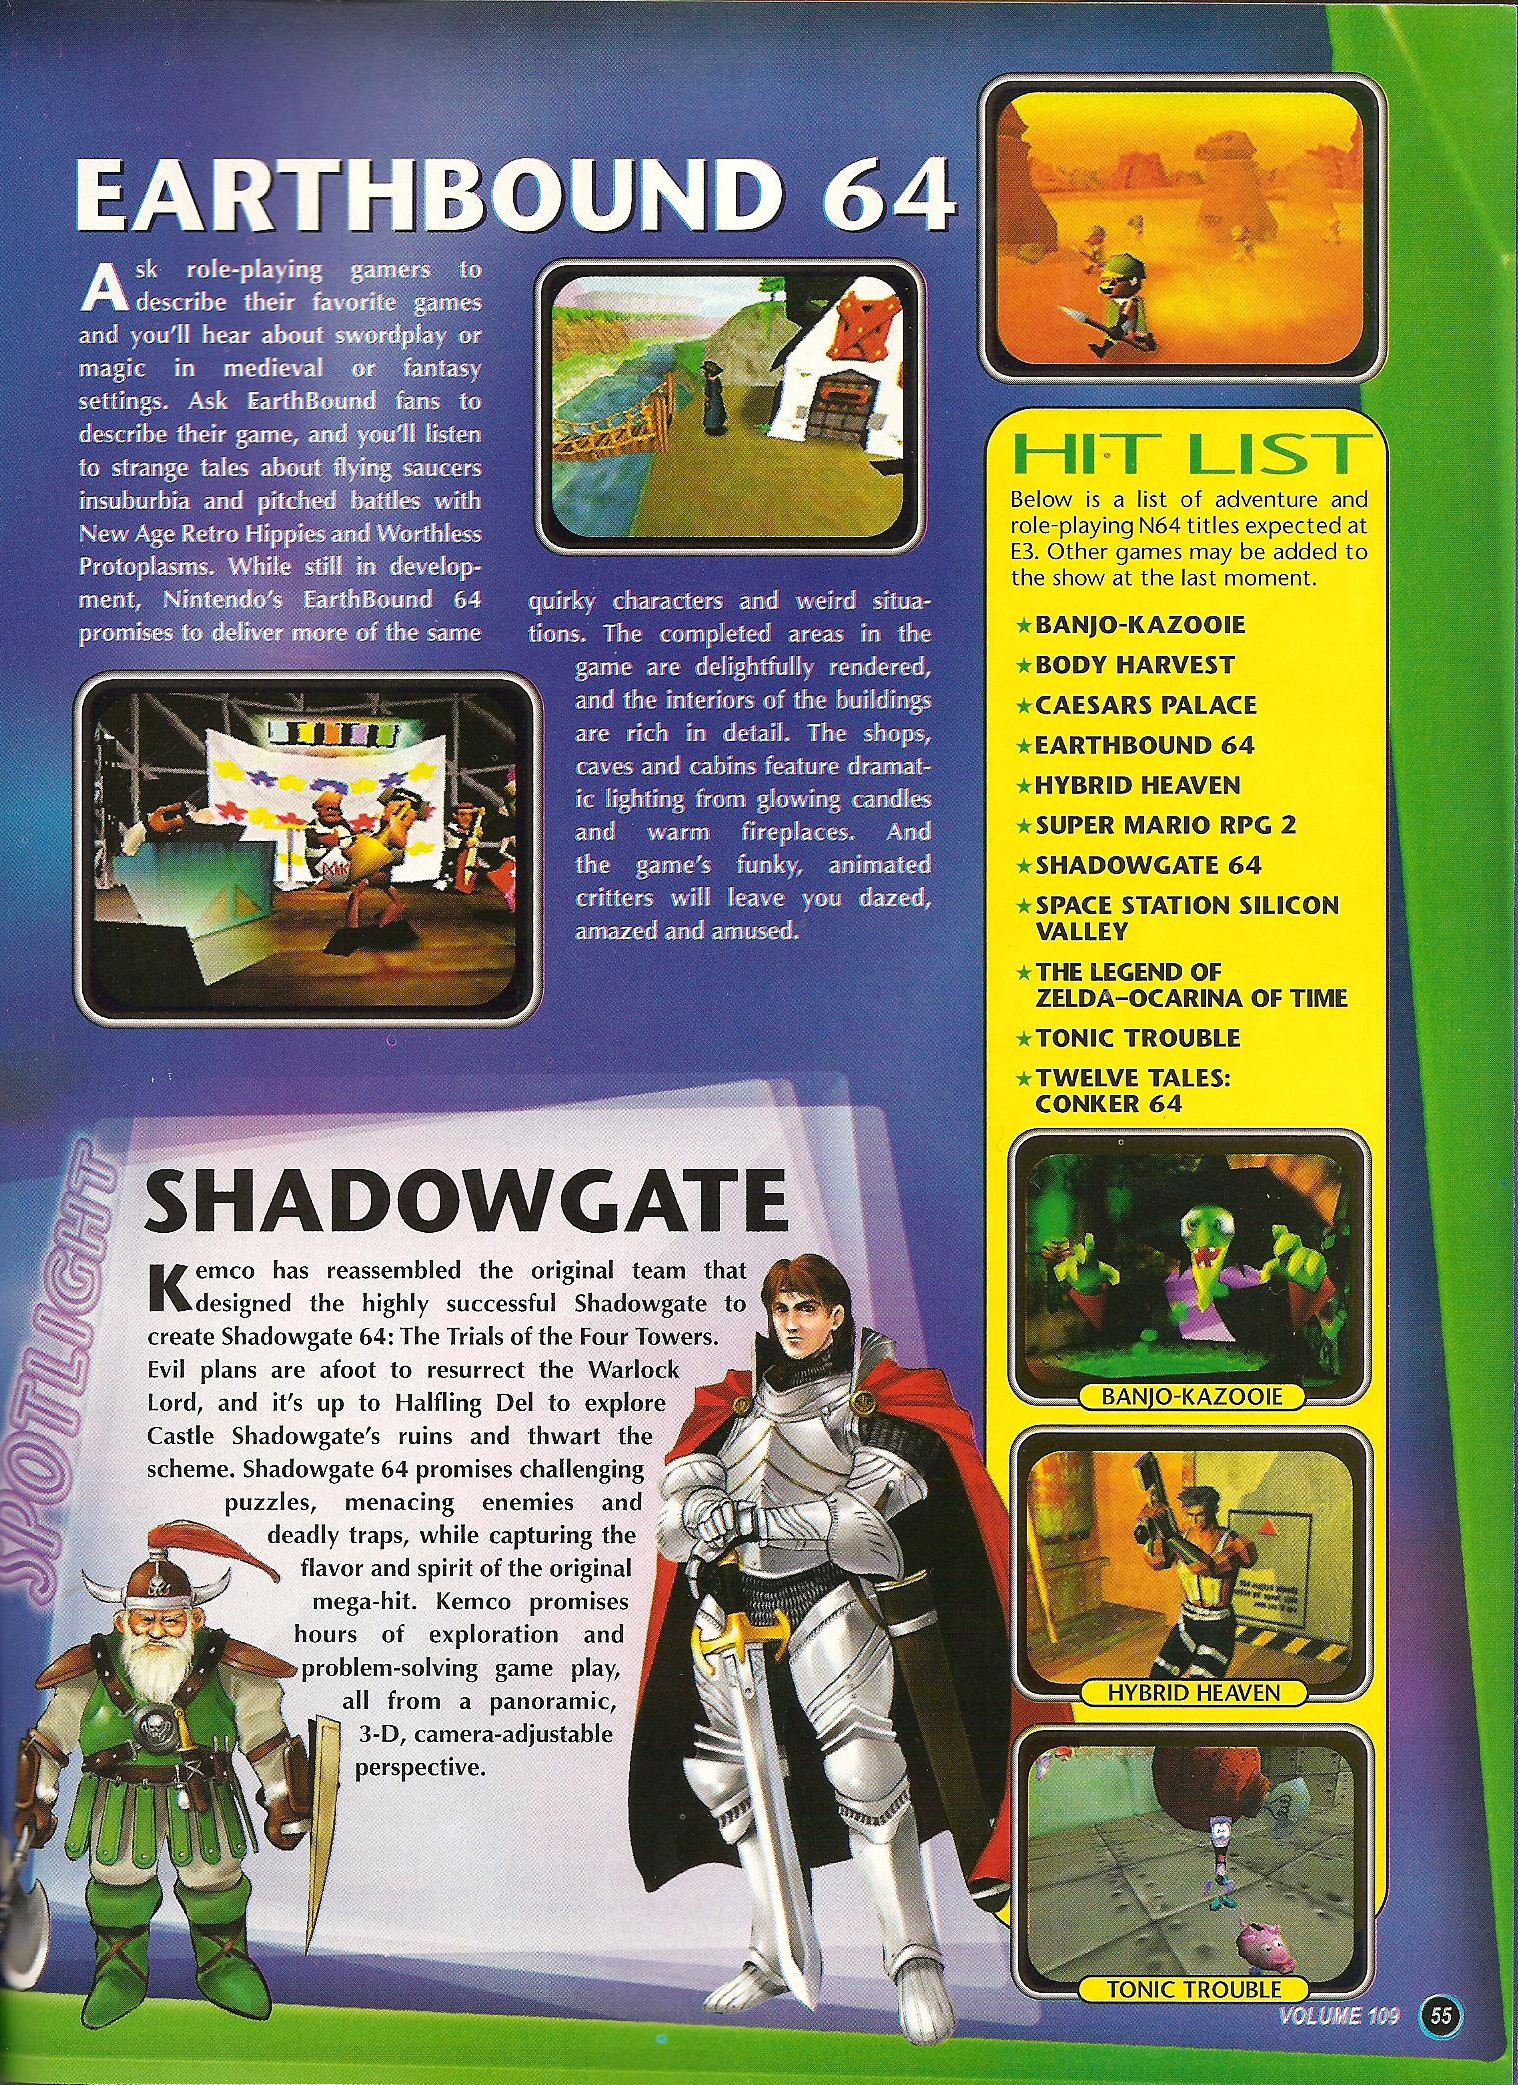 EARTHBOUND 64
Ask role-playing gamers to
describe their favorite games
and you'll hear about swordplay or
magic in medieval or fantasy
settings. Ask EarthBound fans to
describe their game, and you'll listen
to strange tales about flying saucers
insuburbia and pitched battles with
New Age Retro Hippies and Worthless
Protoplasms. While still in develop-
ment, Nintendo's EarthBound 64
promises to deliver more of the same
quirky characters and weird situa-
tions. The completed areas in the
game are delightfully rendered,
and the interiors of the buildings
are rich in detail. The shops,
caves and cabins feature dramat-
ic lighting from glowing candles
and warm fireplaces. And
the game's funky, animated
critters will leave you dazed,
amazed and amused.
HIT LIST
Below is a list of adventure and
role-playing N64 titles expected at
E3. Other games may be added to
the show at the last moment.
★BANJO-KAZOOIE
★BODY HARVEST
★CAESARS PALACE
★EARTHBOUND 64
★HYBRID HEAVEN
★SUPER MARIO RPG 2
★SHADOWGATE 64
★SPACE STATION SILICON
VALLEY
★THE LEGEND OF
ZELDA–OCARINA OF TIME
★TONIC TROUBLE
★TWELVE TALES:
CONKER 64
BANJO-KAZOOIE
HYBRID HEAVEN
TONIC TROUBLE
SPOTLIGHT
SHADOWGATE
Kemco has reassembled the original team that
designed the highly successful Shadowgate to
create Shadowgate 64: The Trials of the Four Towers.
Evil plans are afoot to resurrect the Warlock
Lord, and it's up to Halfling Del to explore
Castle Shadowgate's ruins and thwart the
scheme. Shadowgate 64 promises challenging
puzzles, menacing enemies and
deadly traps, while capturing the
flavor and spirit of the original
mega-hit. Kemco promises
hours of exploration and
problem-solving game play,
all from a panoramic,
3-D, camera-adjustable
perspective.
VOLUME 109 55